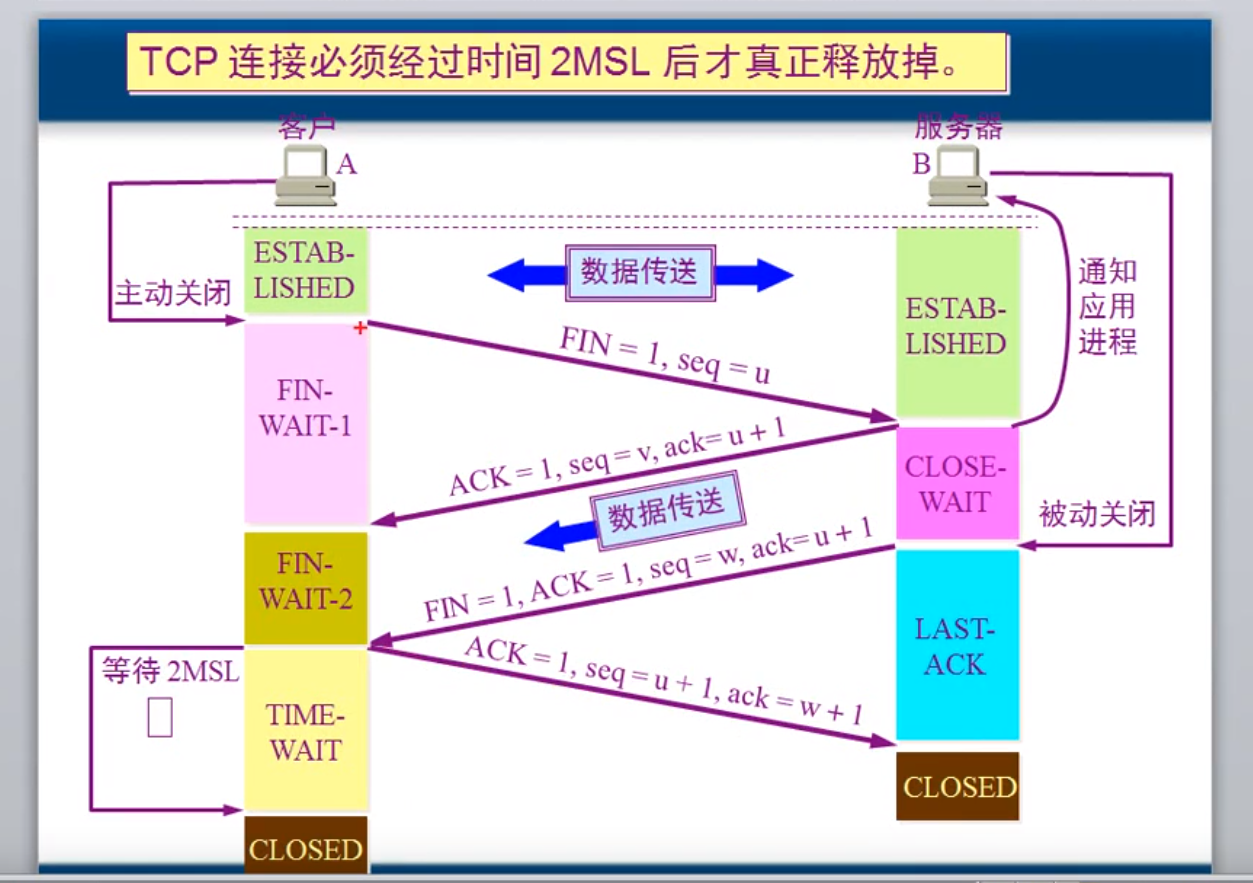 TCP 连接必须经过时间 2MSL 后才真正释放掉。
客户
A
服务器
B
ESTAB-
LISHED
数据传送
主动关闭
ESTAB-
LISHED
通知
应用
进程
FIN = 1, seq = u
FIN-
WAIT-1
ACK = 1, seq = v, ack= u + 1
CLOSE-
WAIT
数据传送
被动关闭
FIN-
WAIT-2
FIN = 1, ACK = 1, seq = w, ack= u + 1
LAST-
ACK
等待 2MSL
ACK = 1, seq = u + 1, ack = w + 1
TIME-
WAIT
CLOSED
CLOSED